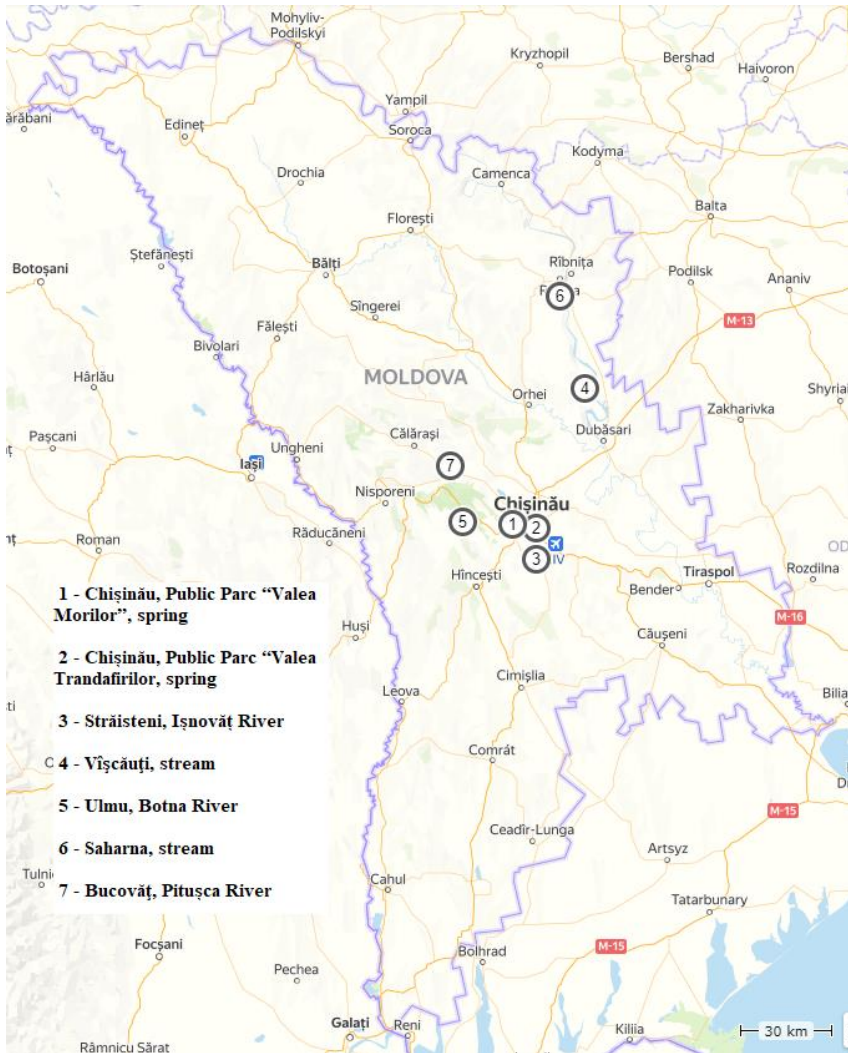 Mohyliv-
Podilskyi
Kryzhopil
Bershad
Haivoron
ărăbani
Edineț
Yampil
Soroca
Kodyma
Drochia
Camenca
Balta
Florești
Ștefănești
Botoșani
Bălți
Rîbnița
Podilsk
Ananiv
6
Sîngerei
M-13
Fălești
Bivolari
MOLDOVA
Hârlău
4
Shyria
Orhei
Zakharivka
Dubăsari
Pașcani
Călărași
Ungheni
Iași
7
Nisporeni
Chișinău
5
1
2
Roman
Răducăneni
3
IV
OD
Hîncești
Tiraspol
Rozdilna
Bender
M-16
1 - Chișinău, Public Parc “Valea
Morilor”, spring
Huși
Căușeni
2 - Chișinău, Public Parc “Valea
Trandafirilor, spring
Cimișlia
Leova
Bilia
3 - Străisteni, Ișnovăț River
4 - Vîşcăuţi, stream
Comrát
5 - Ulmu, Botna River
M-15
Ceadîr-Lunga
6 - Saharna, stream
Artsyz
Tulni
Cahul
7 - Bucovăț, Pitușca River
Tatarbunary
Focșani
M-15
Bolhrad
Pechea
Galați
Reni
Kiliia
30 km
Râmnicu Sărat